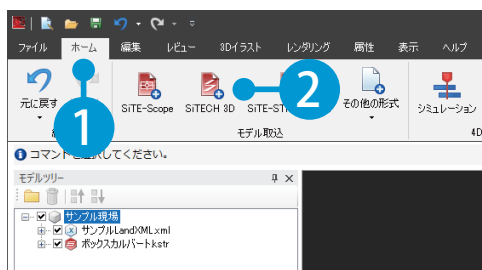 ファイル ホーム 編集 レビュー 3Dイラスト レンダリング 属性 表示 ヘルプ
元に戻す SiTE-Scope SiTECH 3D SiTE-ST その他の形式 シミュレーション
1 2
モデル取込 4D
コマンドを選択してください。
モデルツリー
サンプル現場
サンプルLandXML.xml
ボックスカルバート.kstr